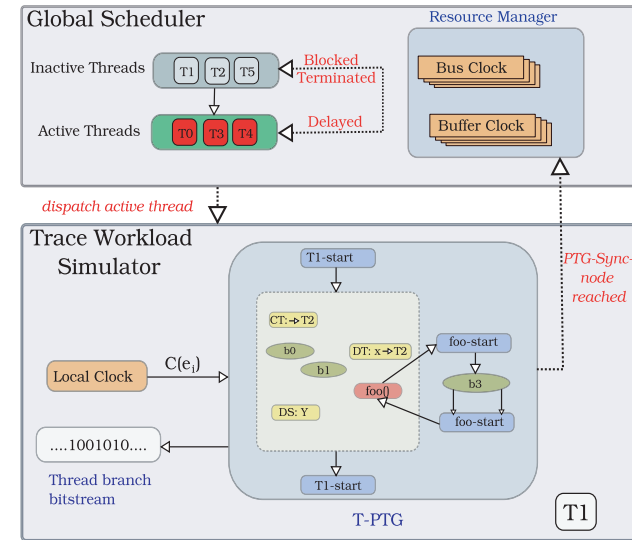 Global Scheduler
Resource Manager
Inactive Threads
T1 T2 T5
Blocked
Terminated
Bus Clock
Active Threads
T0 T3 T4
Delayed
Buffer Clock
dispatch active thread
Trace Workload
Simulator
T1-start
PTG-Sync-
node
reached
CT:->T2
b0
b1
DT: x->T2
foo-start
Local Clock
C(ei)
foo()
b3
DS: Y
foo-start
....1001010....
Thread branch
bitstream
T1-start
T-PTG
T1